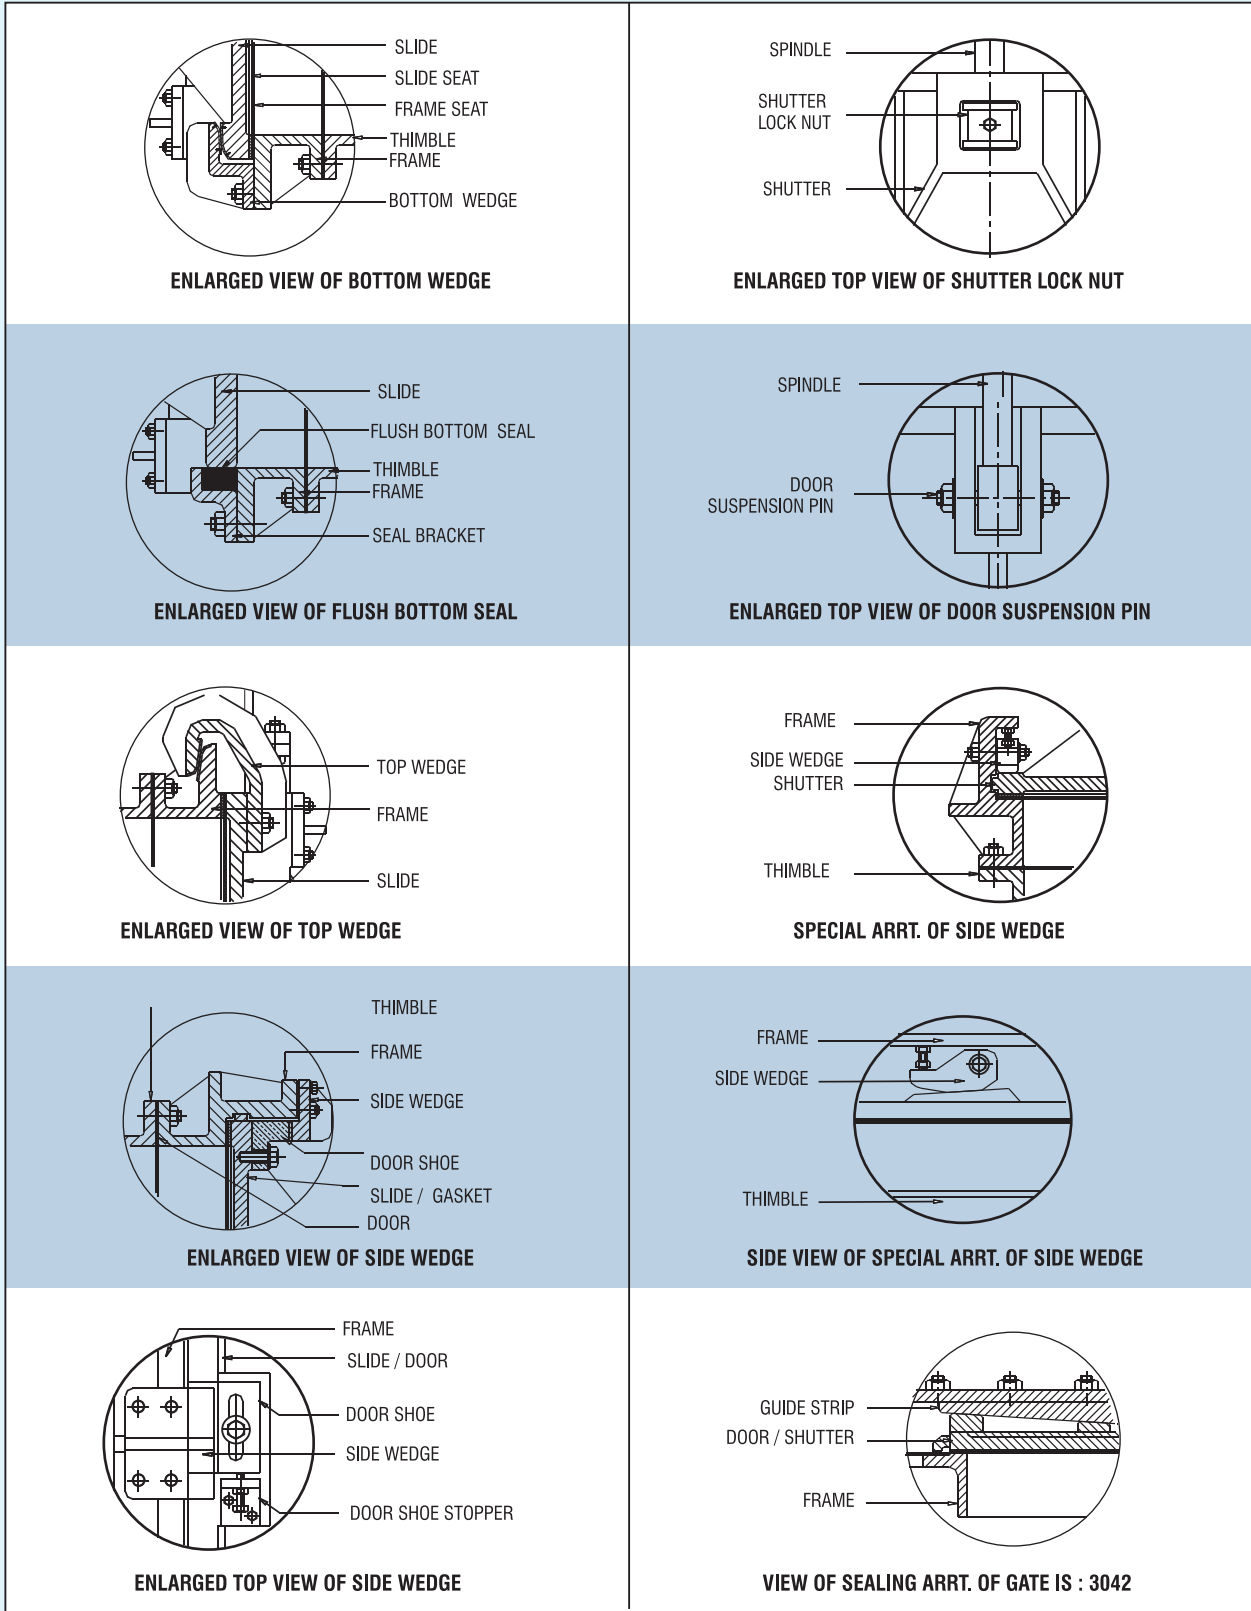 SLIDE
SLIDE SEAT
FRAME SEAT
THIMBLE
FRAME
BOTTOM WEDGE
ENLARGED VIEW OF BOTTOM WEDGE
SPINDLE
SHUTTER
LOCK NUT
SHUTTER
ENLARGED TOP VIEW OF SHUTTER LOCK NUT
SLIDE
FLUSH BOTTOM SEAL
THIMBLE
FRAME
SEAL BRACKET
ENLARGED VIEW OF FLUSH BOTTOM SEAL
SPINDLE
DOOR
SUSPENSION PIN
ENLARGED TOP VIEW OF DOOR SUSPENSION PIN
TOP WEDGE
FRAME
SLIDE
ENLARGED VIEW OF TOP WEDGE
FRAME
SIDE WEDGE
SHUTTER
THIMBLE
SPECIAL ARRT. OF SIDE WEDGE
THIMBLE
FRAME
SIDE WEDGE
DOOR SHOE
SLIDE / GASKET
DOOR
ENLARGED VIEW OF SIDE WEDGE
FRAME
SIDE WEDGE
THIMBLE
SIDE VIEW OF SPECIAL ARRT. OF SIDE WEDGE
FRAME
SLIDE / DOOR
DOOR SHOE
SIDE WEDGE
DOOR SHOE STOPPER
ENLARGED TOP VIEW OF SIDE WEDGE
GUIDE STRIP
DOOR / SHUTTER
FRAME
VIEW OF SEALING ARRT. OF GATE IS : 3042